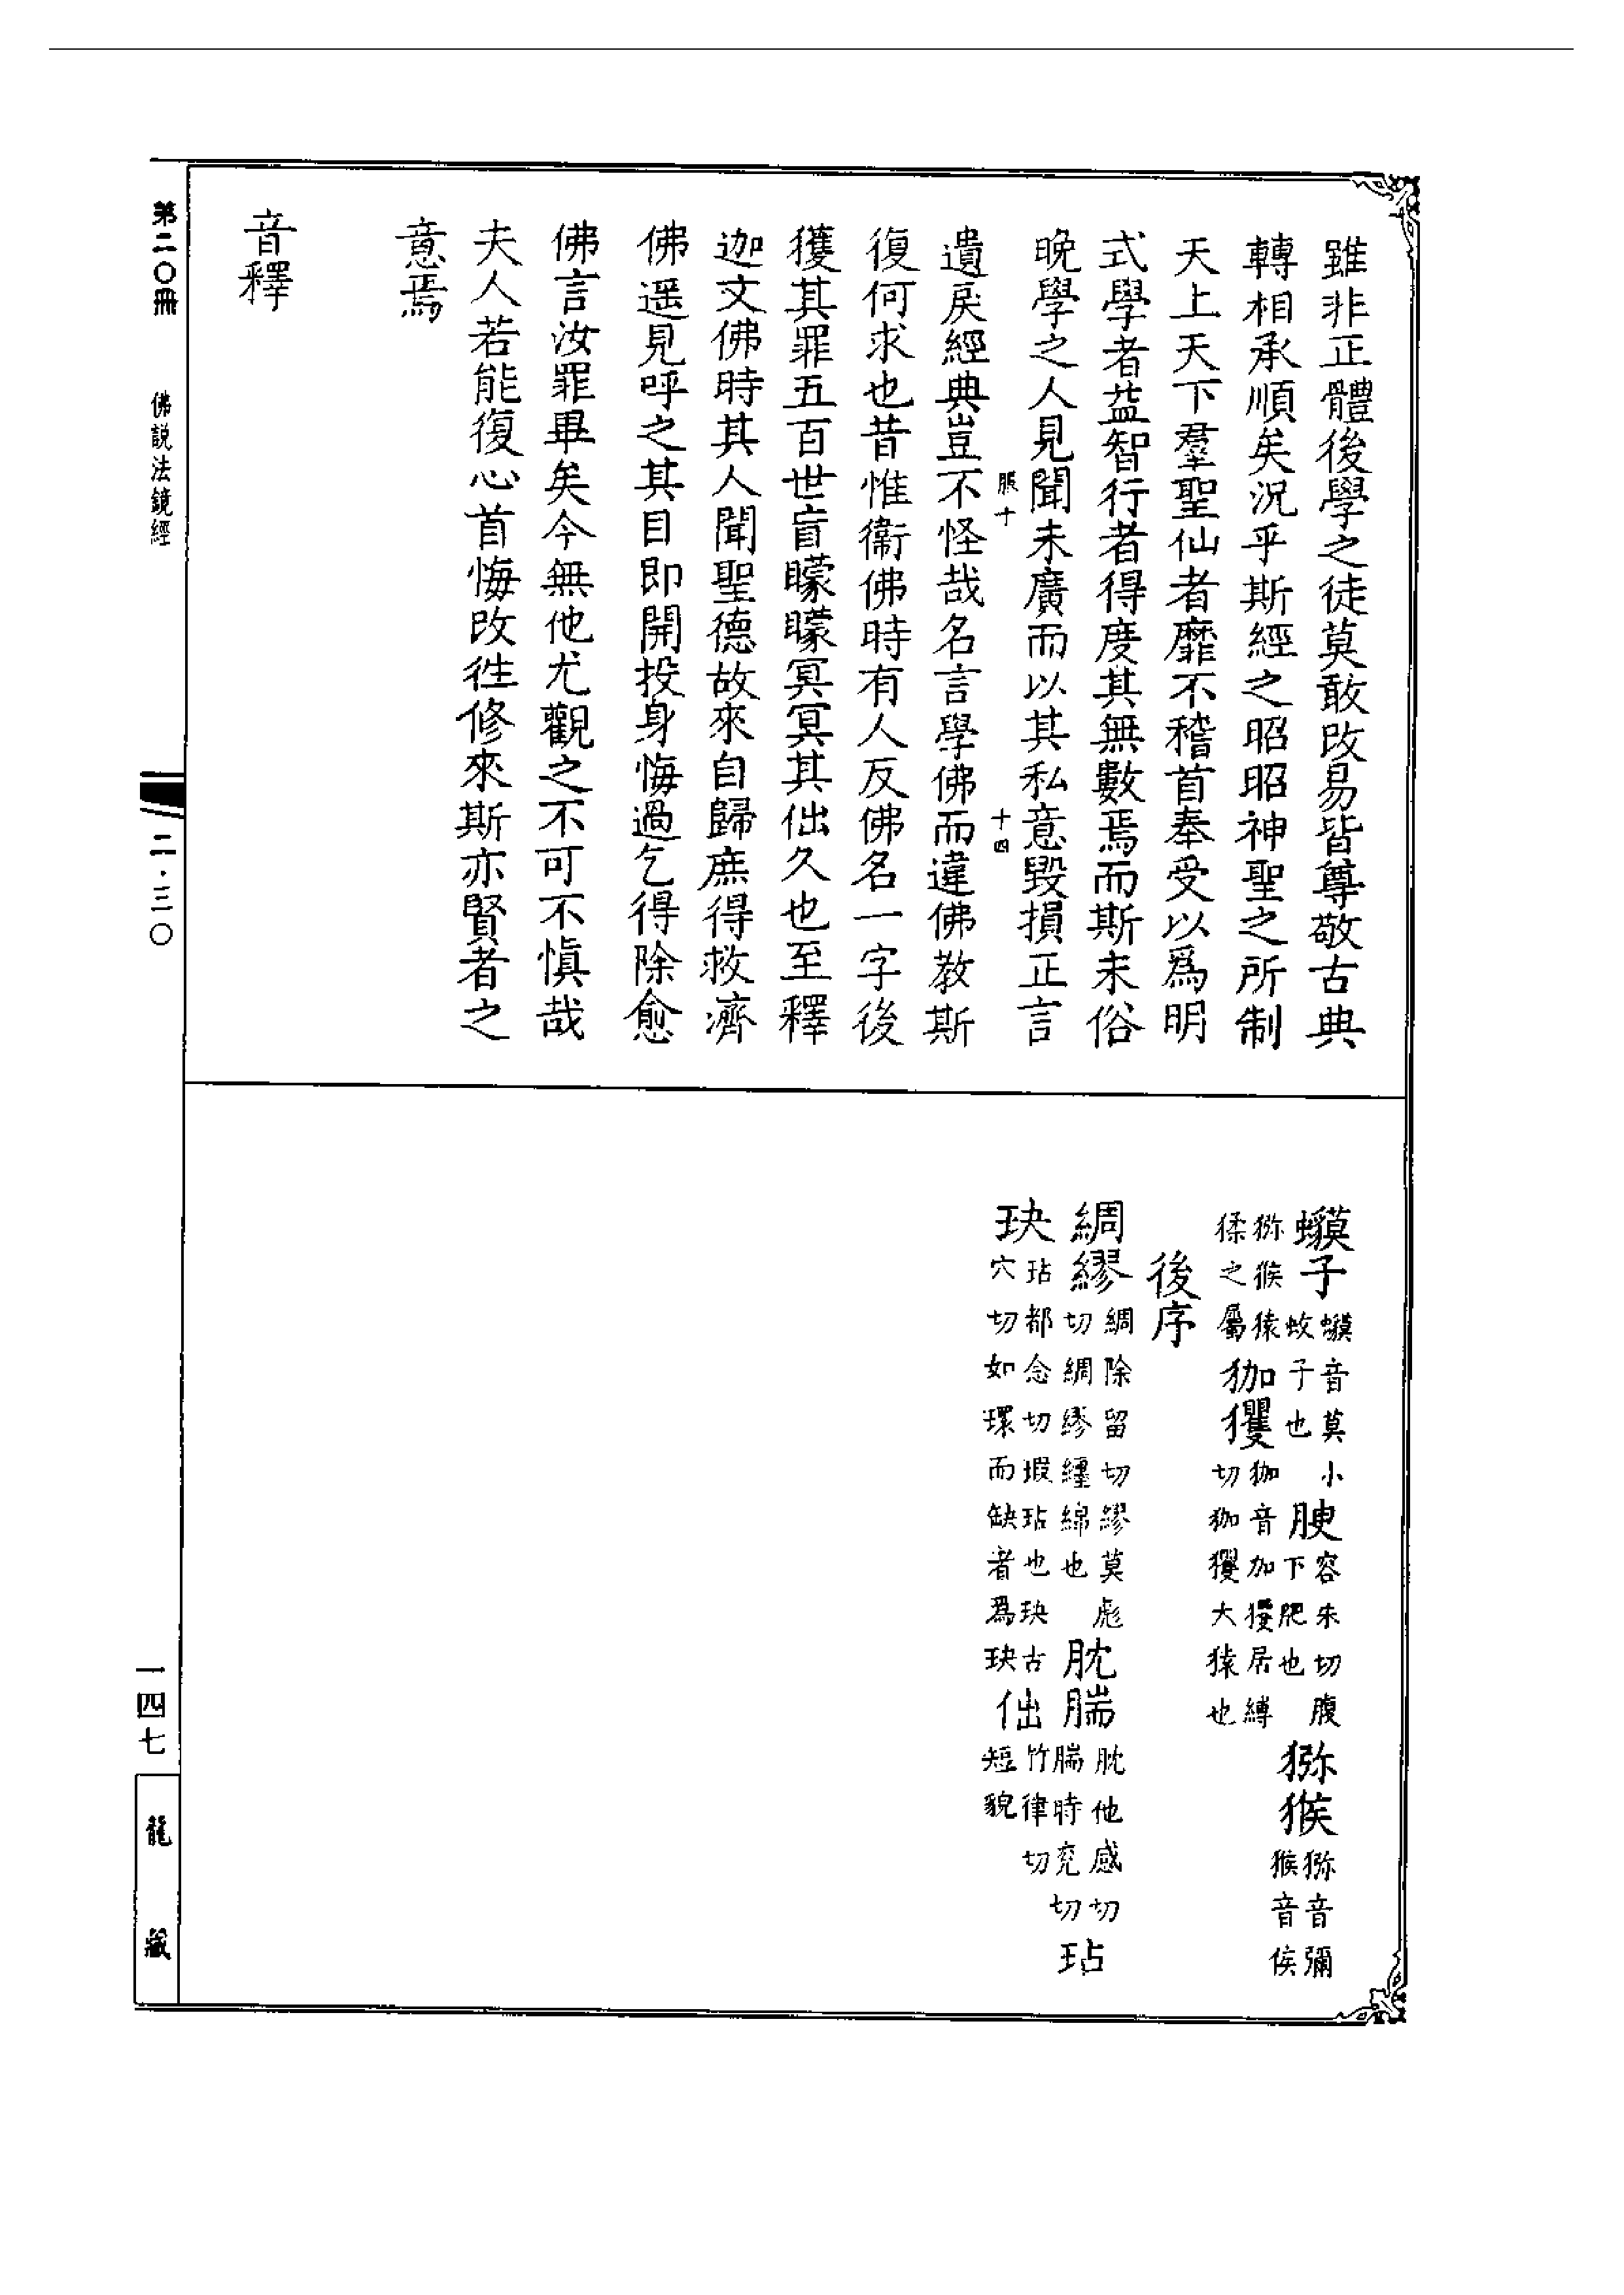 雖非正體後學之徒莫敢改易皆尊敬古典
轉相承順矣況乎斯經之昭昭神聖之所制
天上天下羣聖仙者靡不稽首奉受以爲明
式學者益智行者得度其無數焉而斯末俗
晚學之人見聞未廣而以其私意毀損正言
脹十 十四
遺戾經典豈不怪哉名言學佛而違佛教斯
復何求也昔惟衞佛時有人反佛名一字後
獲其罪五百世盲矇矇冥冥其㑁久也至釋
迦文佛時其人聞聖德故來自歸庶得救濟
佛遥見呼之其目即開投身悔過乞得除愈
佛言汝罪畢矣今無他尤觀之不可不愼哉
夫人若能復心首悔改徃修來斯亦賢者之
意焉
音釋
蟆子蟆音莫小蚊子也 腴容朱切腹下肥也 猕猴猕音彌猴音侯
猕猴猿猱之屬 狦玃狦音加玃居縛切狦玃大猿也
後序
綢繆綢除留切繆莫彪切綢繆纏綿也 肬腨肬他感切腨時兖切 玷
玦玷都念切瑕玷也玦古穴切如環而缺者爲玦 㑁竹律切短貌
第二〇冊 佛説法鏡經
二·三〇
一四七
龍藏